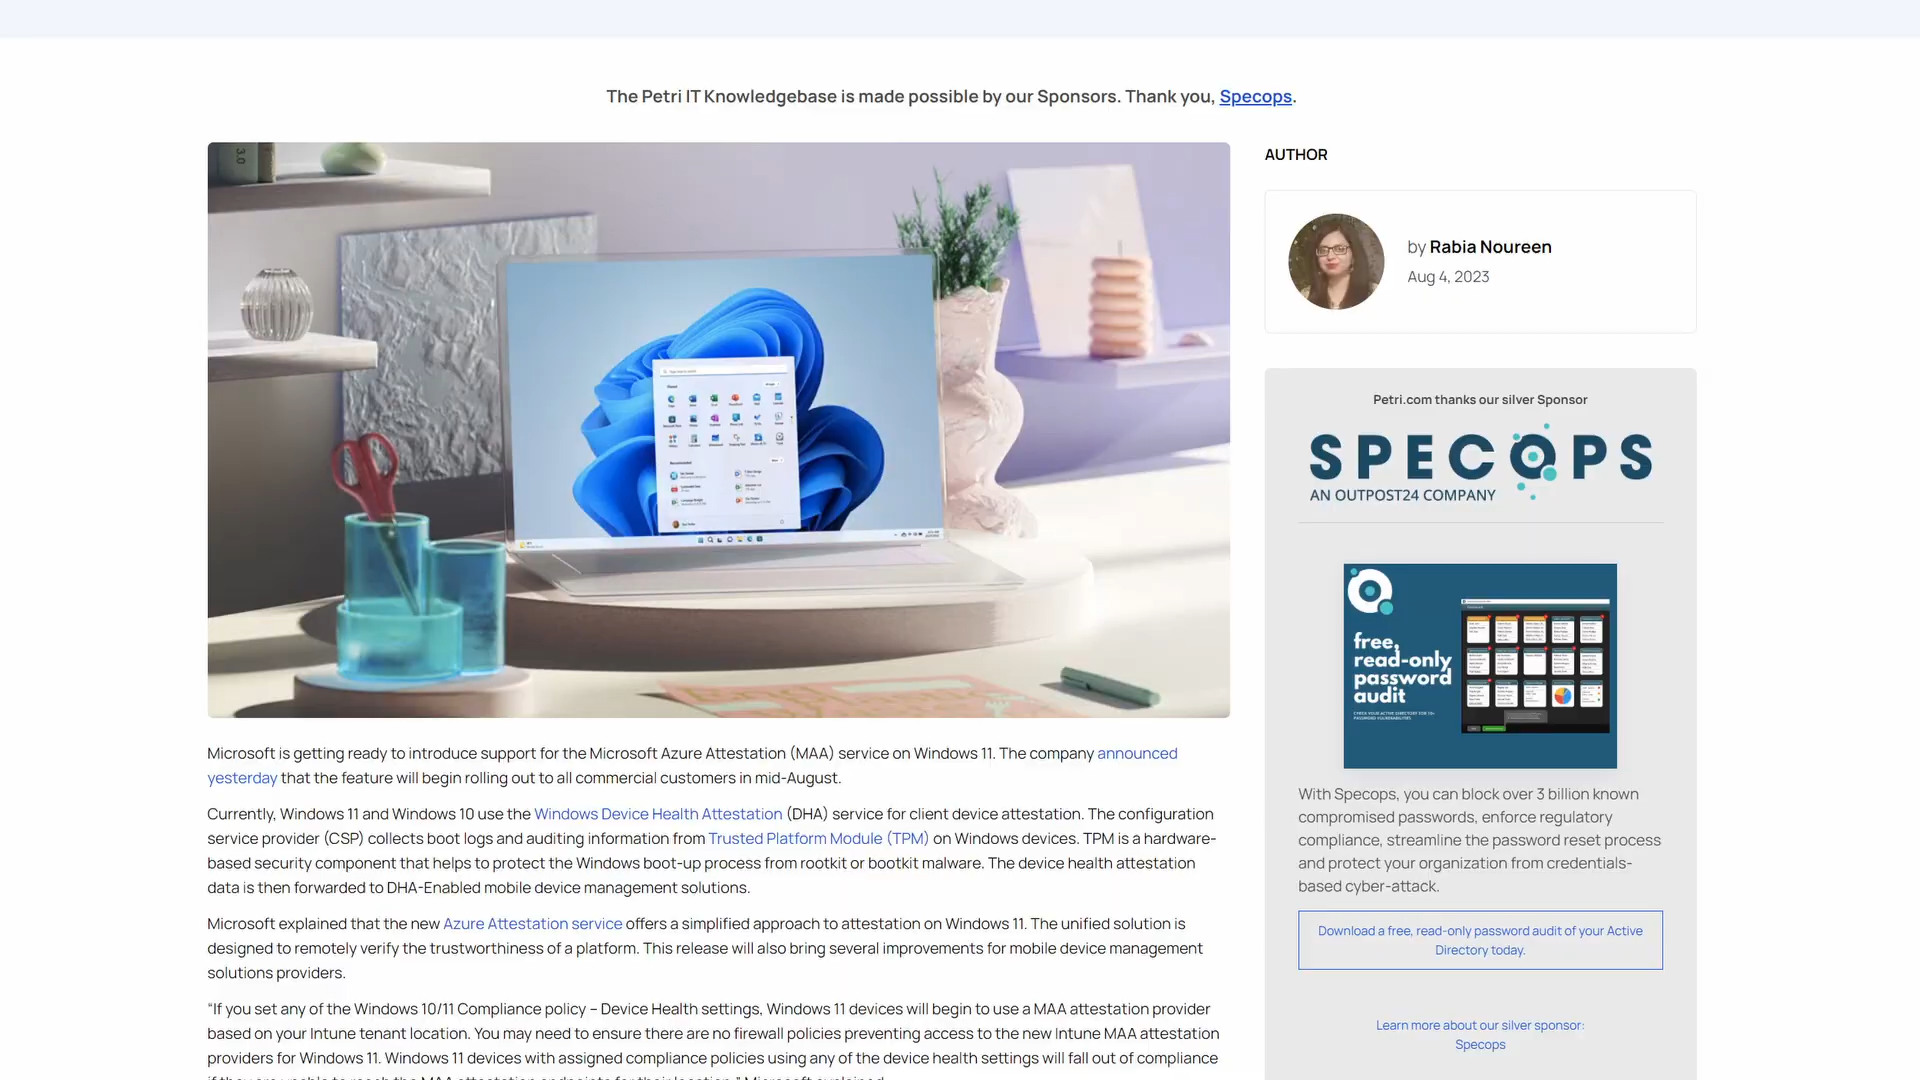 The Petri IT Knowledgebase is made possible by our Sponsors. Thank you, Specops.
3.0
AUTHOR
by Rabia Noureen
Aug 4, 2023
Petri.com thanks our silver Sponsor
SPECOPS
AN OUTPOST24 COMPANY
free,
read-only
password
audit
With Specops, you can block over 3 billion known
compromised passwords, enforce regulatory
compliance, streamline the password reset process
and protect your organization from credentials-
based cyber-attack.
Download a free, read-only password audit of your Active
Directory today.
Learn more about our silver sponsor:
Specops
Microsoft is getting ready to introduce support for the Microsoft Azure Attestation (MAA) service on Windows 11. The company announced
yesterday that the feature will begin rolling out to all commercial customers in mid-August.
Currently, Windows 11 and Windows 10 use the Windows Device Health Attestation (DHA) service for client device attestation. The configuration
service provider (CSP) collects boot logs and auditing information from Trusted Platform Module (TPM) on Windows devices. TPM is a hardware-
based security component that helps to protect the Windows boot-up process from rootkit or bootkit malware. The device health attestation
data is then forwarded to DHA-Enabled mobile device management solutions.
Microsoft explained that the new Azure Attestation service offers a simplified approach to attestation on Windows 11. The unified solution is
designed to remotely verify the trustworthiness of a platform. This release will also bring several improvements for mobile device management
solutions providers.
“If you set any of the Windows 10/11 Compliance policy – Device Health settings, Windows 11 devices will begin to use a MAA attestation provider
based on your Intune tenant location. You may need to ensure there are no firewall policies preventing access to the new Intune MAA attestation
providers for Windows 11. Windows 11 devices with assigned compliance policies using any of the device health settings will fall out of compliance